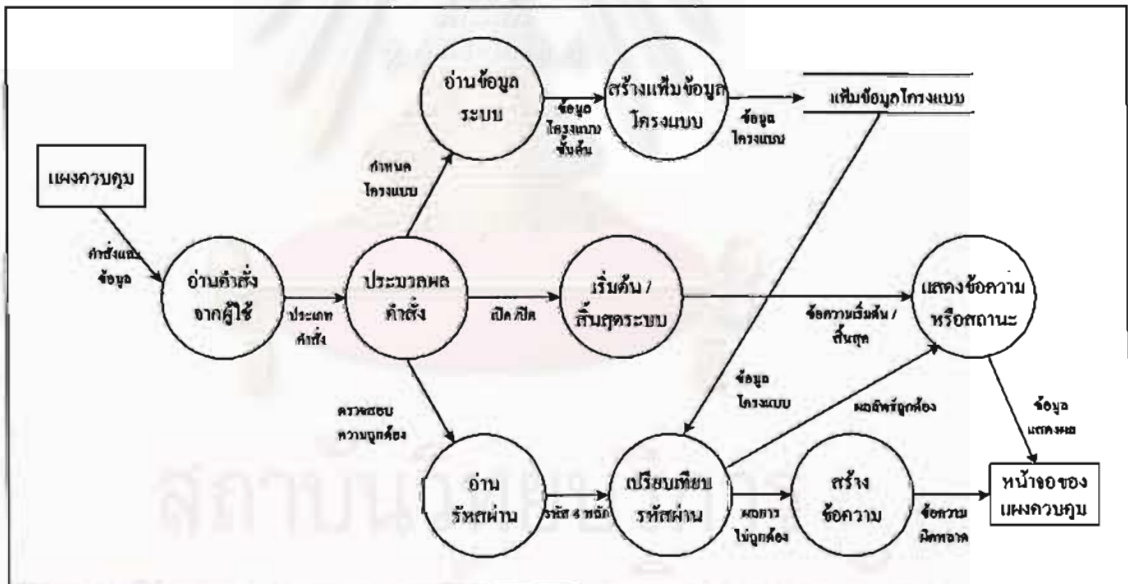 อ่านข้อมูล
ระบบ
ข้อมูล
โครงแบบ
ขั้นต้น
สร้างแฟ้มข้อมูล
โครงแบบ
ข้อมูล
โครงแบบ
แฟ้มข้อมูลโครงแบบ
แผงควบคุม
กำหนด
โครงแบบ
คำสั่งและ
ข้อมูล
อ่านคำสั่ง
จากผู้ใช้
ประเภท
คำสั่ง
ประมวลผล
คำสั่ง
เปิด/ปิด
เริ่มต้น /
สิ้นสุดระบบ
ข้อความเริ่มต้น /
สิ้นสุด
แสดงข้อความ
หรือสถานะ
ตรวจสอบ
ความถูกต้อง
ข้อมูล
โครงแบบ
ผลลัพธ์ถูกต้อง
ข้อมูล
แสดงผล
อ่าน
รหัสผ่าน
รหัส 4 หลัก
เปรียบเทียบ
รหัสผ่าน
ผลการ
ไม่ถูกต้อง
สร้าง
ข้อความ
ข้อความ
ผิดพลาด
หน้าจอของ
แผงควบคุม